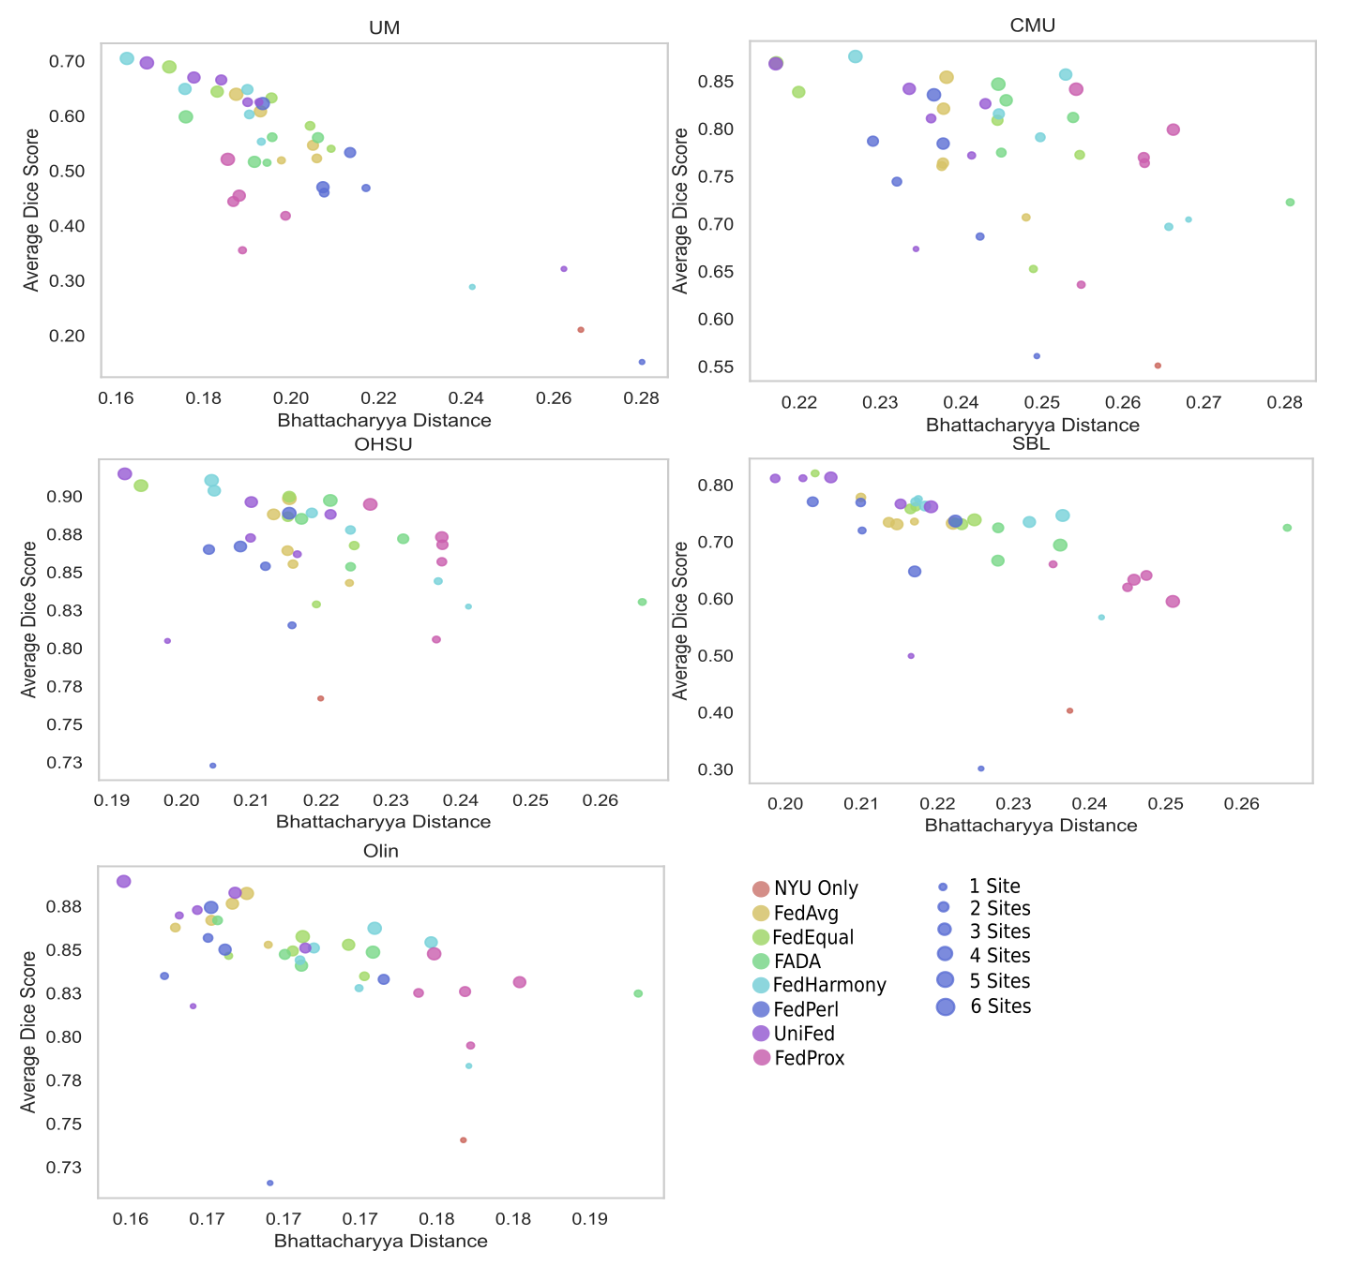 UM
0.70
0.60
0.50
0.40
0.30
0.20
Average Dice Score
0.16 0.18 0.20 0.22 0.24 0.26 0.28
Bhattacharyya Distance
CMU
0.85
0.80
0.75
0.70
0.65
0.60
0.55
Average Dice Score
0.22 0.23 0.24 0.25 0.26 0.27 0.28
Bhattacharyya Distance
OHSU
0.90
0.88
0.85
0.83
0.80
0.78
0.75
0.73
Average Dice Score
0.19 0.20 0.21 0.22 0.23 0.24 0.25 0.26
Bhattacharyya Distance
SBL
0.80
0.70
0.60
0.50
0.40
0.30
Average Dice Score
0.20 0.21 0.22 0.23 0.24 0.25 0.26
Bhattacharyya Distance
Olin
0.88
0.85
0.83
0.80
0.78
0.75
0.73
Average Dice Score
0.16 0.17 0.17 0.17 0.18 0.18 0.19
Bhattacharyya Distance
NYU Only
FedAvg
FedEqual
FADA
FedHarmony
FedPerl
UniFed
FedProx
1 Site
2 Sites
3 Sites
4 Sites
5 Sites
6 Sites